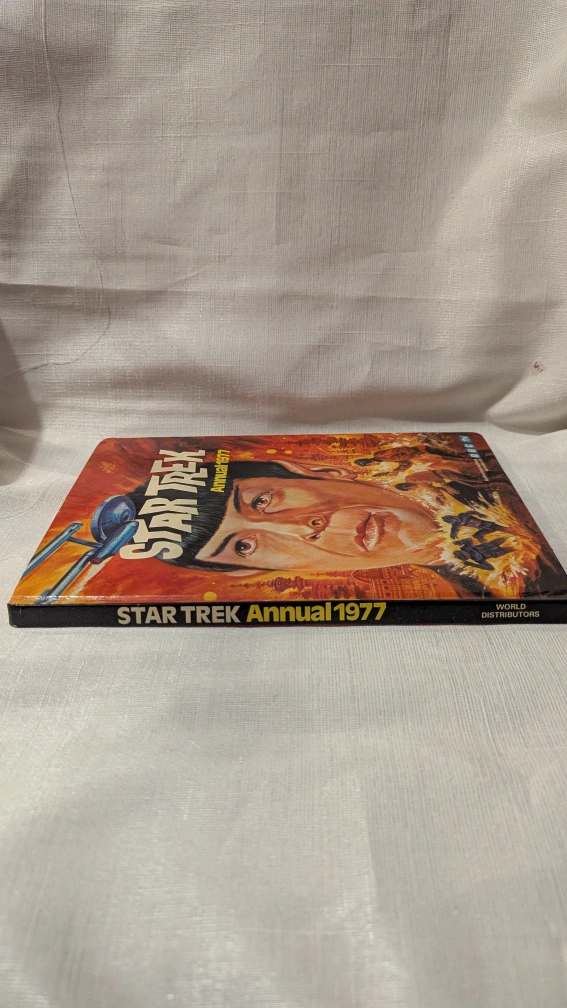 STAR TREK
Annual 1977
STAR TREK Annual 1977
WORLD
DISTRIBUTORS